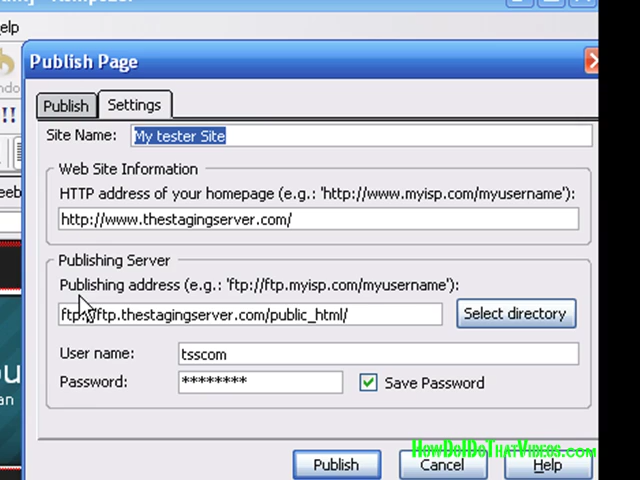 elp
Publish Page
Publish
Settings
Site Name:
My tester Site
Web Site Information
HTTP address of your homepage (e.g.: 'http://www.myisp.com/myusername'):
http://www.thestagingserver.com/
Publishing Server
Publishing address (e.g.: 'ftp://ftp.myisp.com/myusername'):
ftp://ftp.thestagingserver.com/public_html/
Select directory
User name:
tsscom
Password:
********
Save Password
HowDoIDoThatVideos.com
Publish
Cancel
Help